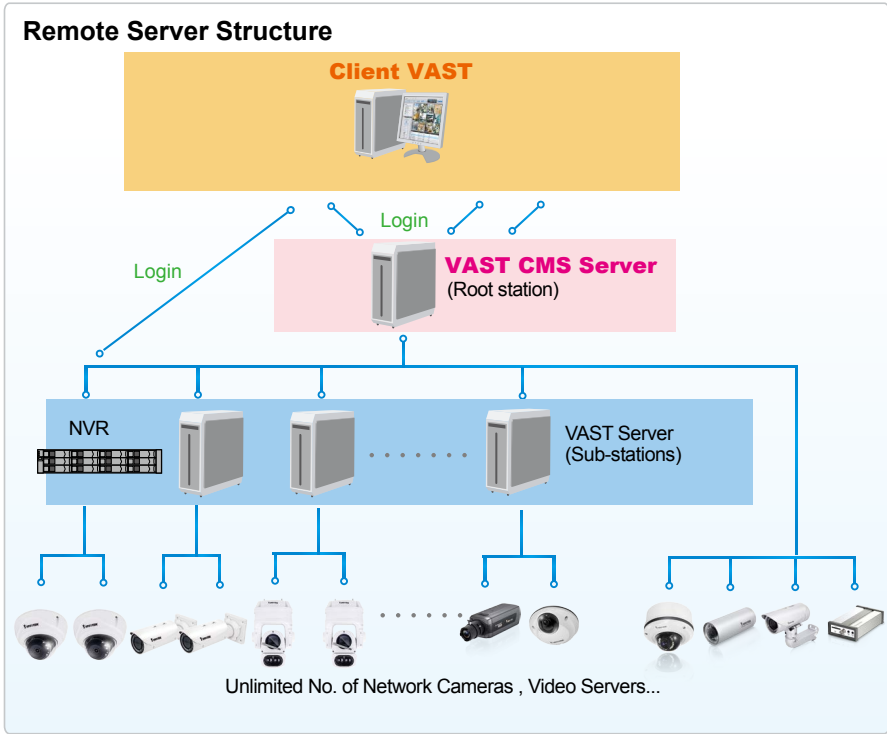 Remote Server Structure
Client VAST
Login
Login
VAST CMS Server
(Root station)
NVR
VAST Server
(Sub-stations)
Unlimited No. of Network Cameras , Video Servers...